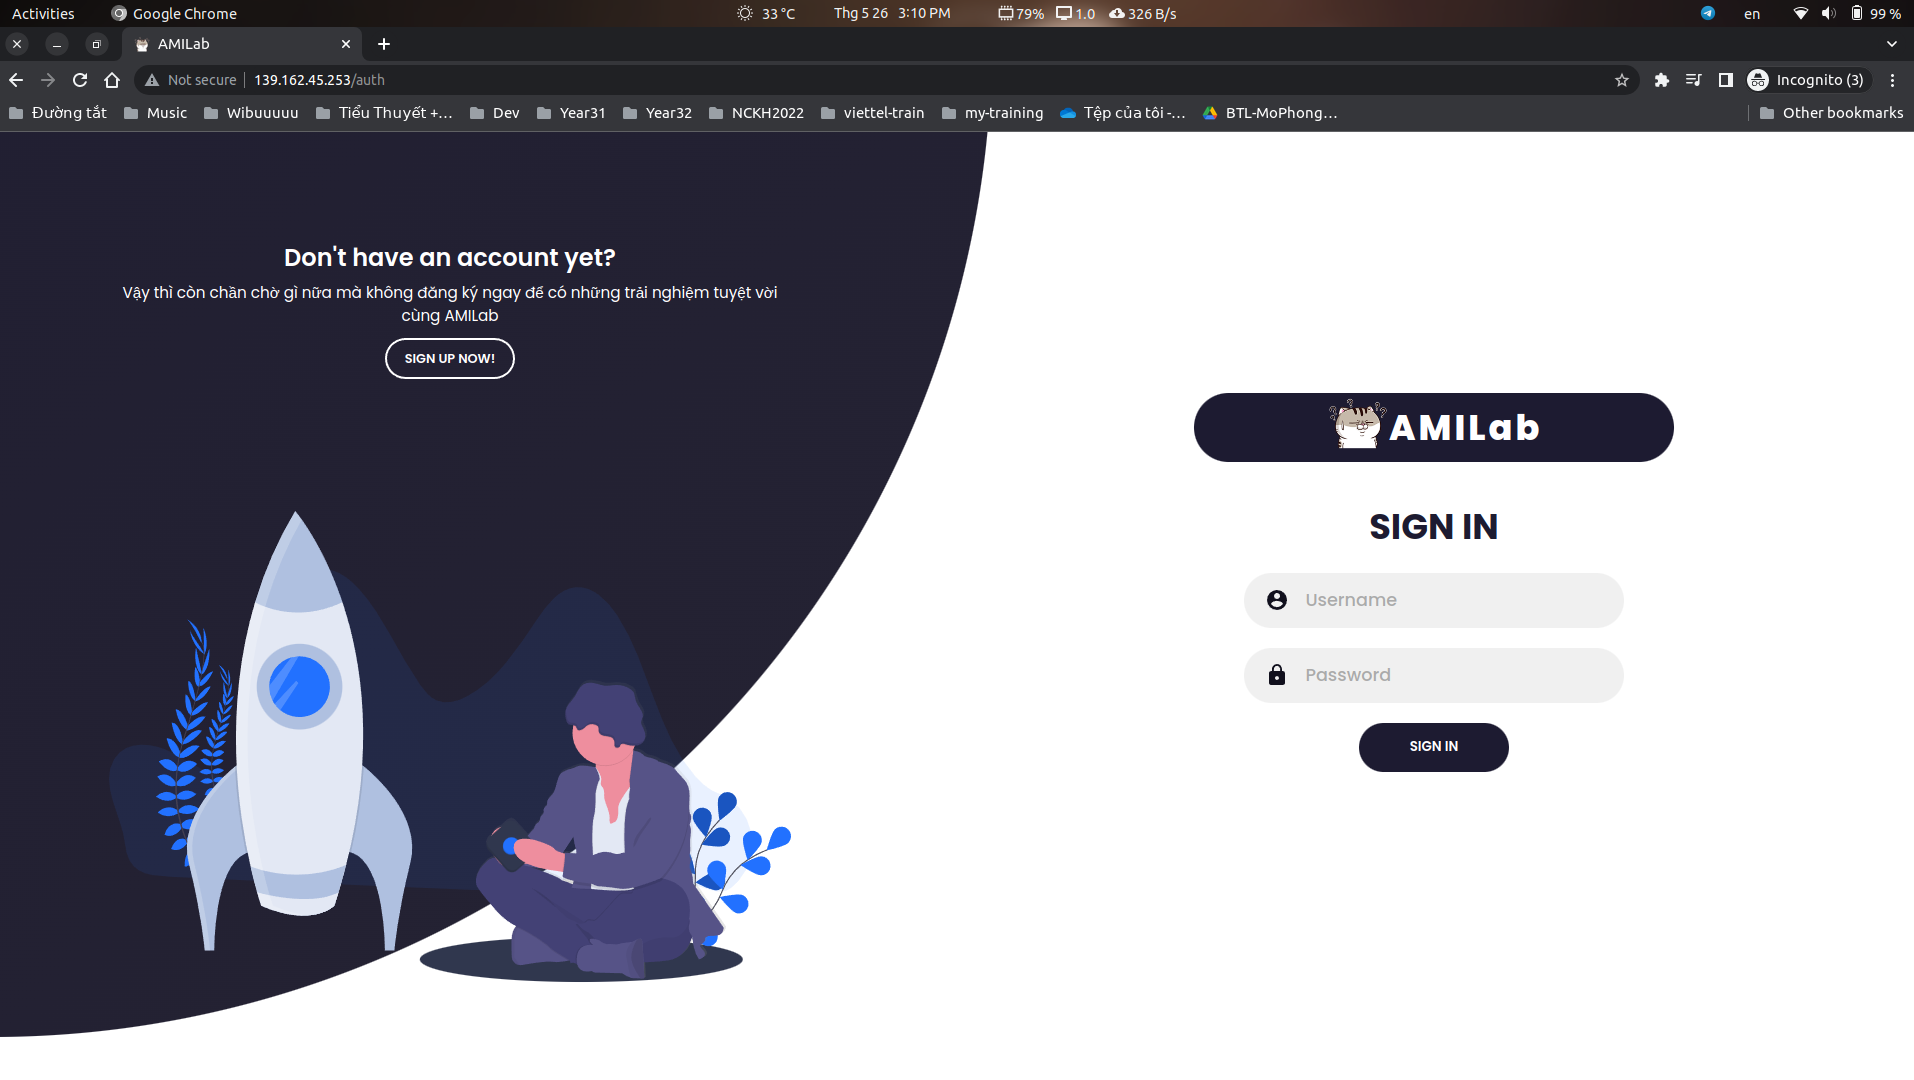 Activities
Google Chrome
33 °C
Thg 5 26 3:10 PM
79%
1.0
326 B/s
en
99 %
AMILab
Not secure
139.162.45.253/auth
Incognito (3)
Đường tắt
Music
Wibuuuuu
Tiểu Thuyết +...
Dev
Year31
Year32
NCKH2022
viettel-train
my-training
Tệp của tôi -...
BTL-MoPhong...
Other bookmarks
Don't have an account yet?
Vậy thì còn chần chờ gì nữa mà không đăng ký ngay để có những trải nghiệm tuyệt vời
cùng AMILab
SIGN UP NOW!
AMILab
SIGN IN
Username
Password
SIGN IN